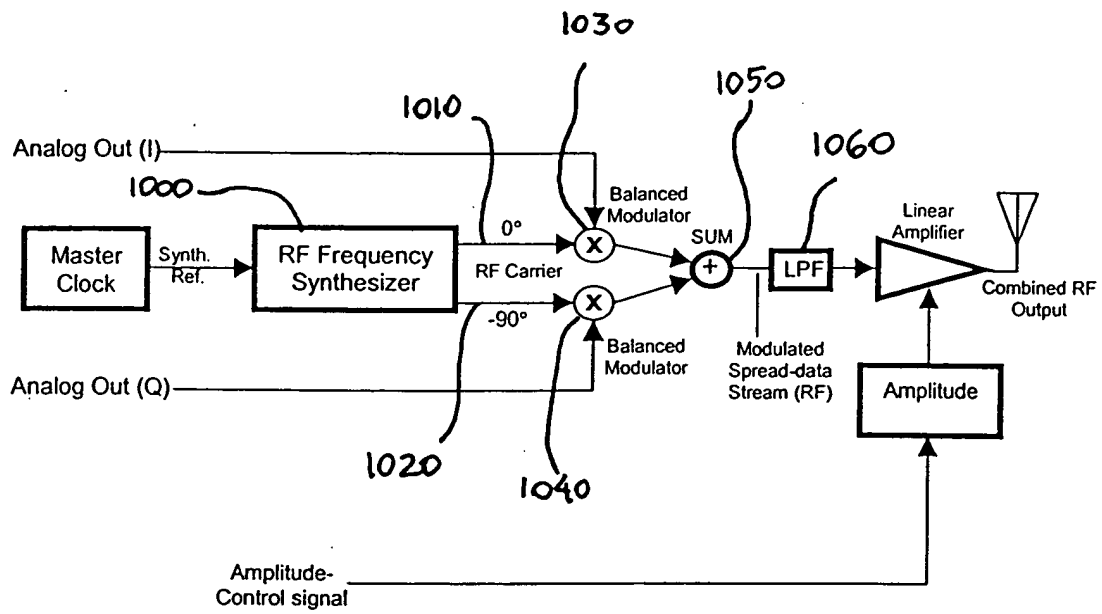 1030
1050
1010
1060
Analog Out (I)
1000
Balanced
Modulator
Linear
Amplifier
0°
SUM
Master
Clock
Synth.
Ref.
RF Frequency
Synthesizer
RF Carrier
X
+
LPF
-90°
X
Combined RF
Output
Balanced
Modulator
Modulated
Spread-data
Stream (RF)
Analog Out (Q)
Amplitude
1020
1040
Amplitude-
Control signal